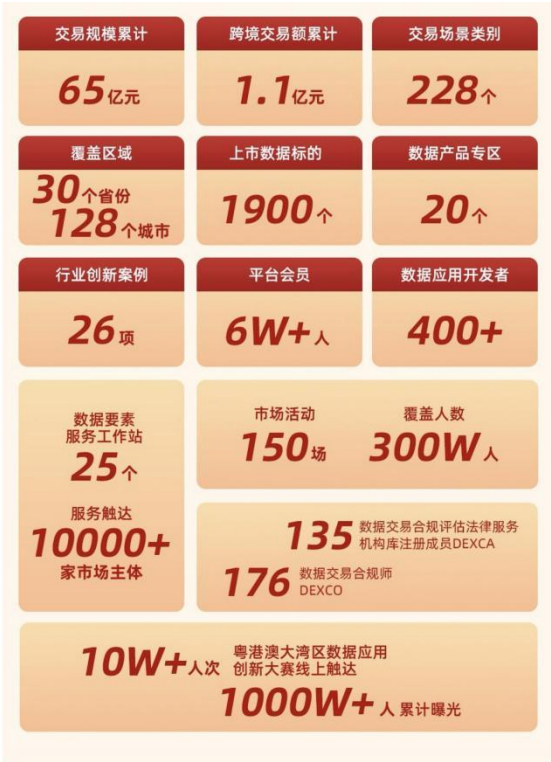 交易规模累计
65亿元
跨境交易额累计
1.1亿元
交易场景类别
228个
覆盖区域
30个省份
128个城市
上市数据标的
1900个
数据产品专区
20个
行业创新案例
26项
平台会员
6W+人
数据应用开发者
400+
数据要素
服务工作站
25个
服务触达
10000+
家市场主体
市场活动
150场
覆盖人数
300W人
135 数据交易合规评估法律服务
机构库注册成员DEXCA
176 数据交易合规师
DEXCO
10W+人次 粤港澳大湾区数据应用
创新大赛线上触达
1000W+人 累计曝光